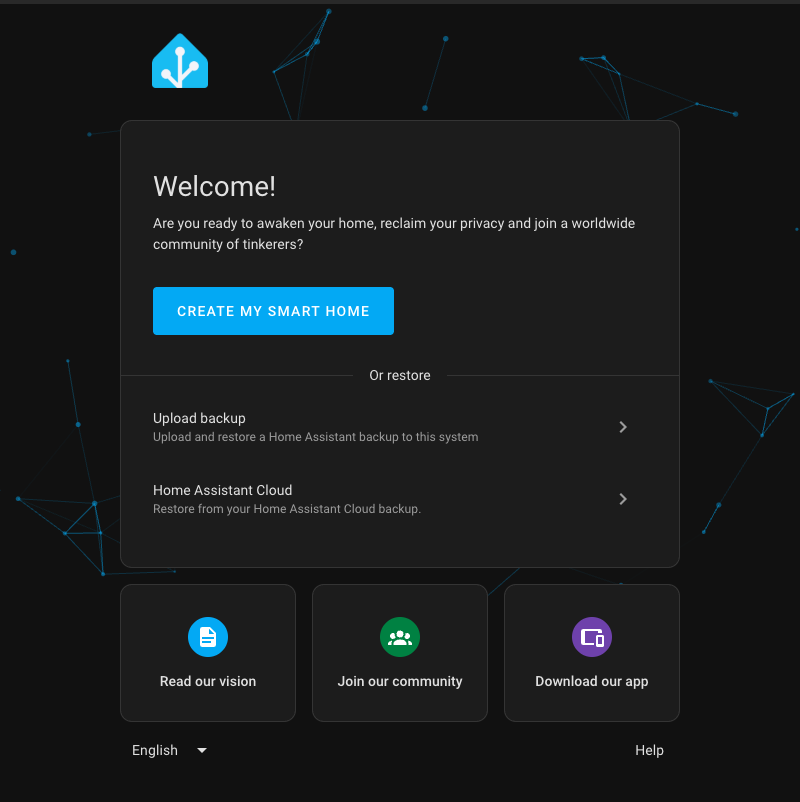 Welcome!
Are you ready to awaken your home, reclaim your privacy and join a worldwide
community of tinkerers?
CREATE MY SMART HOME
Or restore
Upload backup
Upload and restore a Home Assistant backup to this system
Home Assistant Cloud
Restore from your Home Assistant Cloud backup.
Read our vision
Join our community
Download our app
English
Help